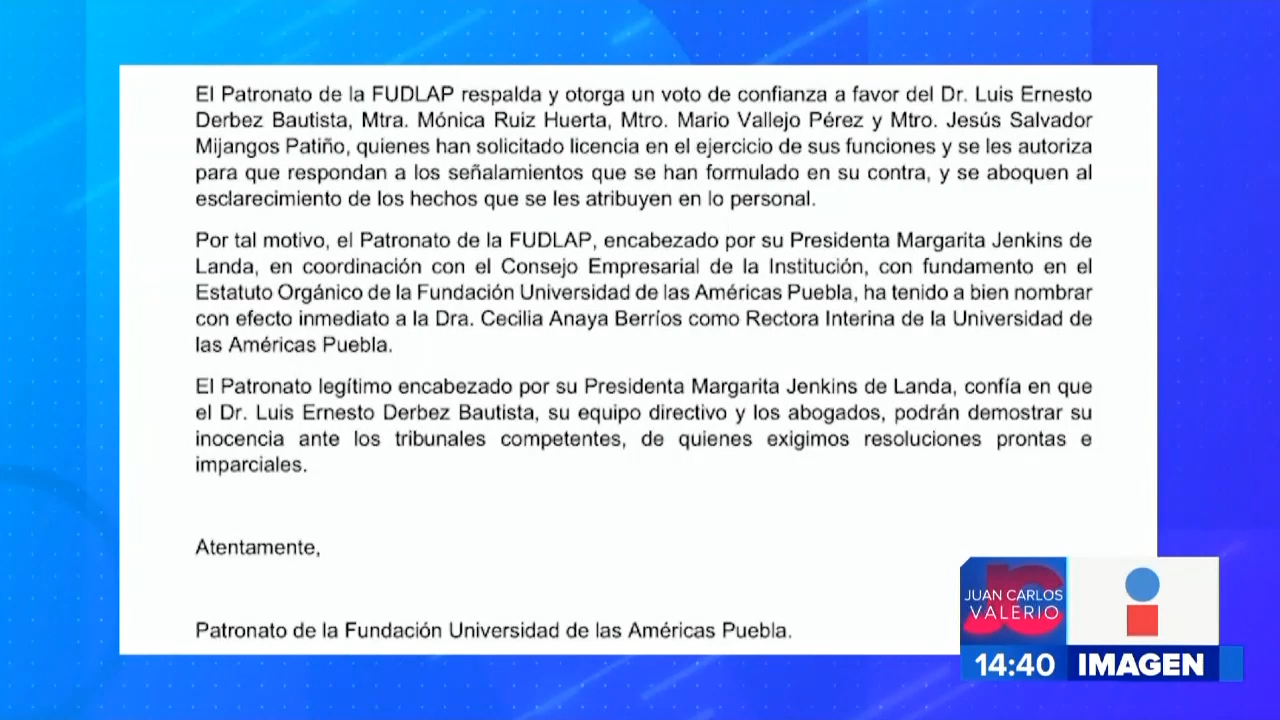 El Patronato de la FUDLAP respalda y otorga un voto de confianza a favor del Dr. Luis Ernesto
Derbez Bautista, Mtra. Mónica Ruiz Huerta, Mtro. Mario Vallejo Pérez y Mtro. Jesús Salvador
Mijangos Patiño, quienes han solicitado licencia en el ejercicio de sus funciones y se les autoriza
para que respondan a los señalamientos que se han formulado en su contra, y se aboquen al
esclarecimiento de los hechos que se les atribuyen en lo personal.
Por tal motivo, el Patronato de la FUDLAP, encabezado por su Presidenta Margarita Jenkins de
Landa, en coordinación con el Consejo Empresarial de la Institución, con fundamento en el
Estatuto Orgánico de la Fundación Universidad de las Américas Puebla, ha tenido a bien nombrar
con efecto inmediato a la Dra. Cecilia Anaya Berríos como Rectora Interina de la Universidad de
las Américas Puebla.
El Patronato legítimo encabezado por su Presidenta Margarita Jenkins de Landa, confía en que
el Dr. Luis Ernesto Derbez Bautista, su equipo directivo y los abogados, podrán demostrar su
inocencia ante los tribunales competentes, de quienes exigimos resoluciones prontas e
imparciales.
Atentamente,
Patronato de la Fundación Universidad de las Américas Puebla.
JUAN CARLOS
VALERIO
14:40 IMAGEN